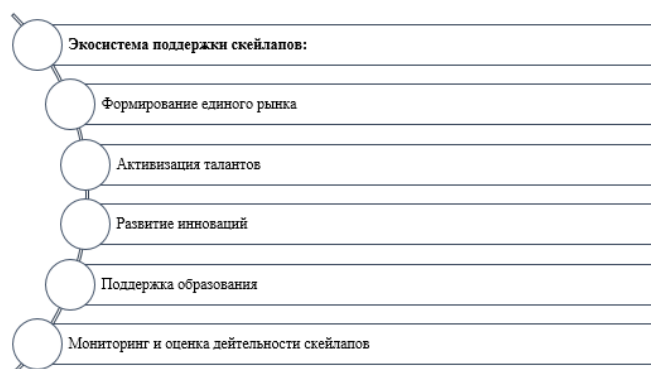 Экосистема поддержки скейлапов:
Формирование единого рынка
Активизация талантов
Развитие инноваций
Поддержка образования
Мониторинг и оценка дейтельности скейлапов